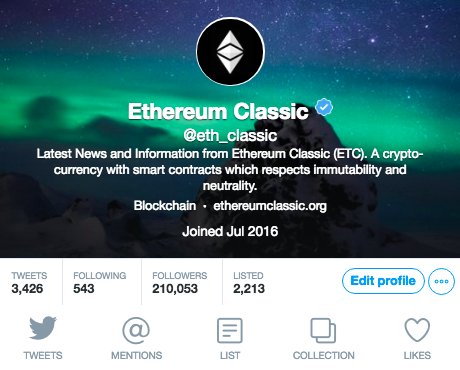 Ethereum Classic
@eth_classic
Latest News and Information from Ethereum Classic (ETC). A crypto-
currency with smart contracts which respects immutability and
neutrality.
Blockchain • ethereumclassic.org
Joined Jul 2016
TWEETS FOLLOWING FOLLOWERS LISTED
3,426 543 210,053 2,213
Edit profile
TWEETS MENTIONS LIST COLLECTION LIKES